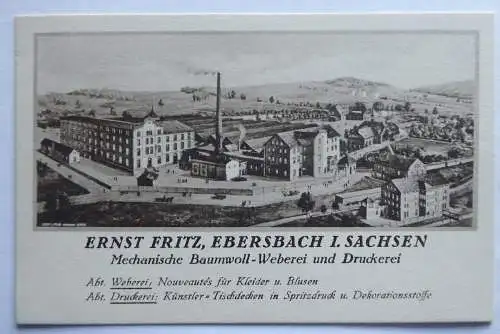 ERNST FRITZ, EBERSBACH I. SACHSEN
Mechanische Baumwoll-Weberei und Druckerei
Abt. Weberei: Nouveautés für Kleider u. Blusen
Abt. Druckerei: Künstler-Tischdecken in Spritzdruck u. Dekorationsstoffe